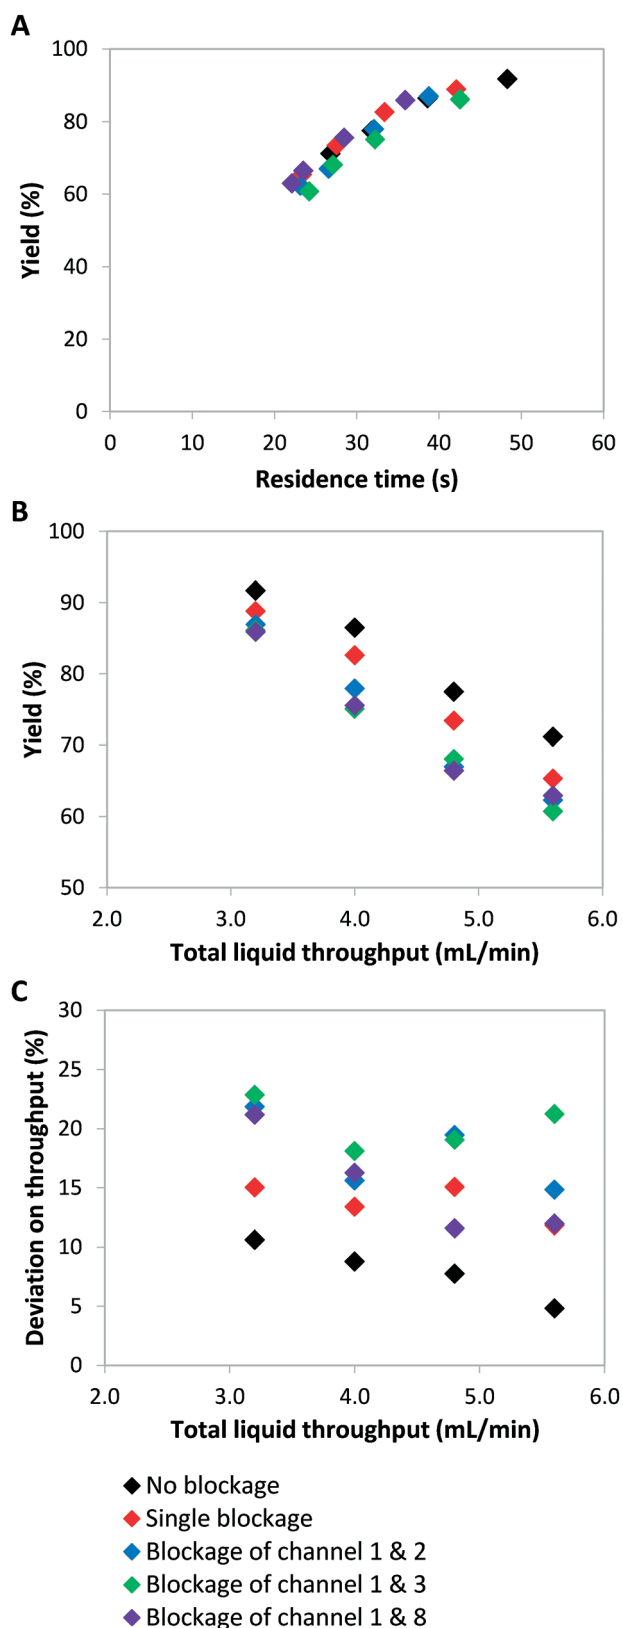 A
100
80
60
40
20
0
Yield (%)
0 10 20 30 40 50 60
Residence time (s)
B
100
90
80
70
60
50
Yield (%)
2.0 3.0 4.0 5.0 6.0
Total liquid throughput (mL/min)
C
30
25
20
15
10
5
0
Deviation on throughput (%)
2.0 3.0 4.0 5.0 6.0
Total liquid throughput (mL/min)
No blockage
Single blockage
Blockage of channel 1 & 2
Blockage of channel 1 & 3
Blockage of channel 1 & 8